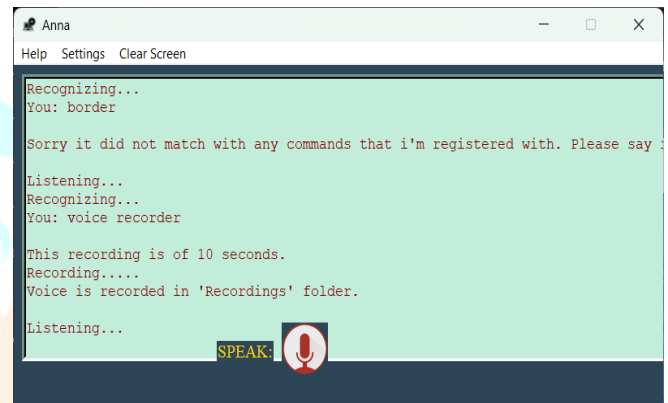 Anna
Help Settings Clear Screen
Recognizing...
You: border
Sorry it did not match with any commands that i'm registered with. Please say
Listening...
Recognizing...
You: voice recorder
This recording is of 10 seconds.
Recording.....
Voice is recorded in 'Recordings' folder.
Listening...
SPEAK: